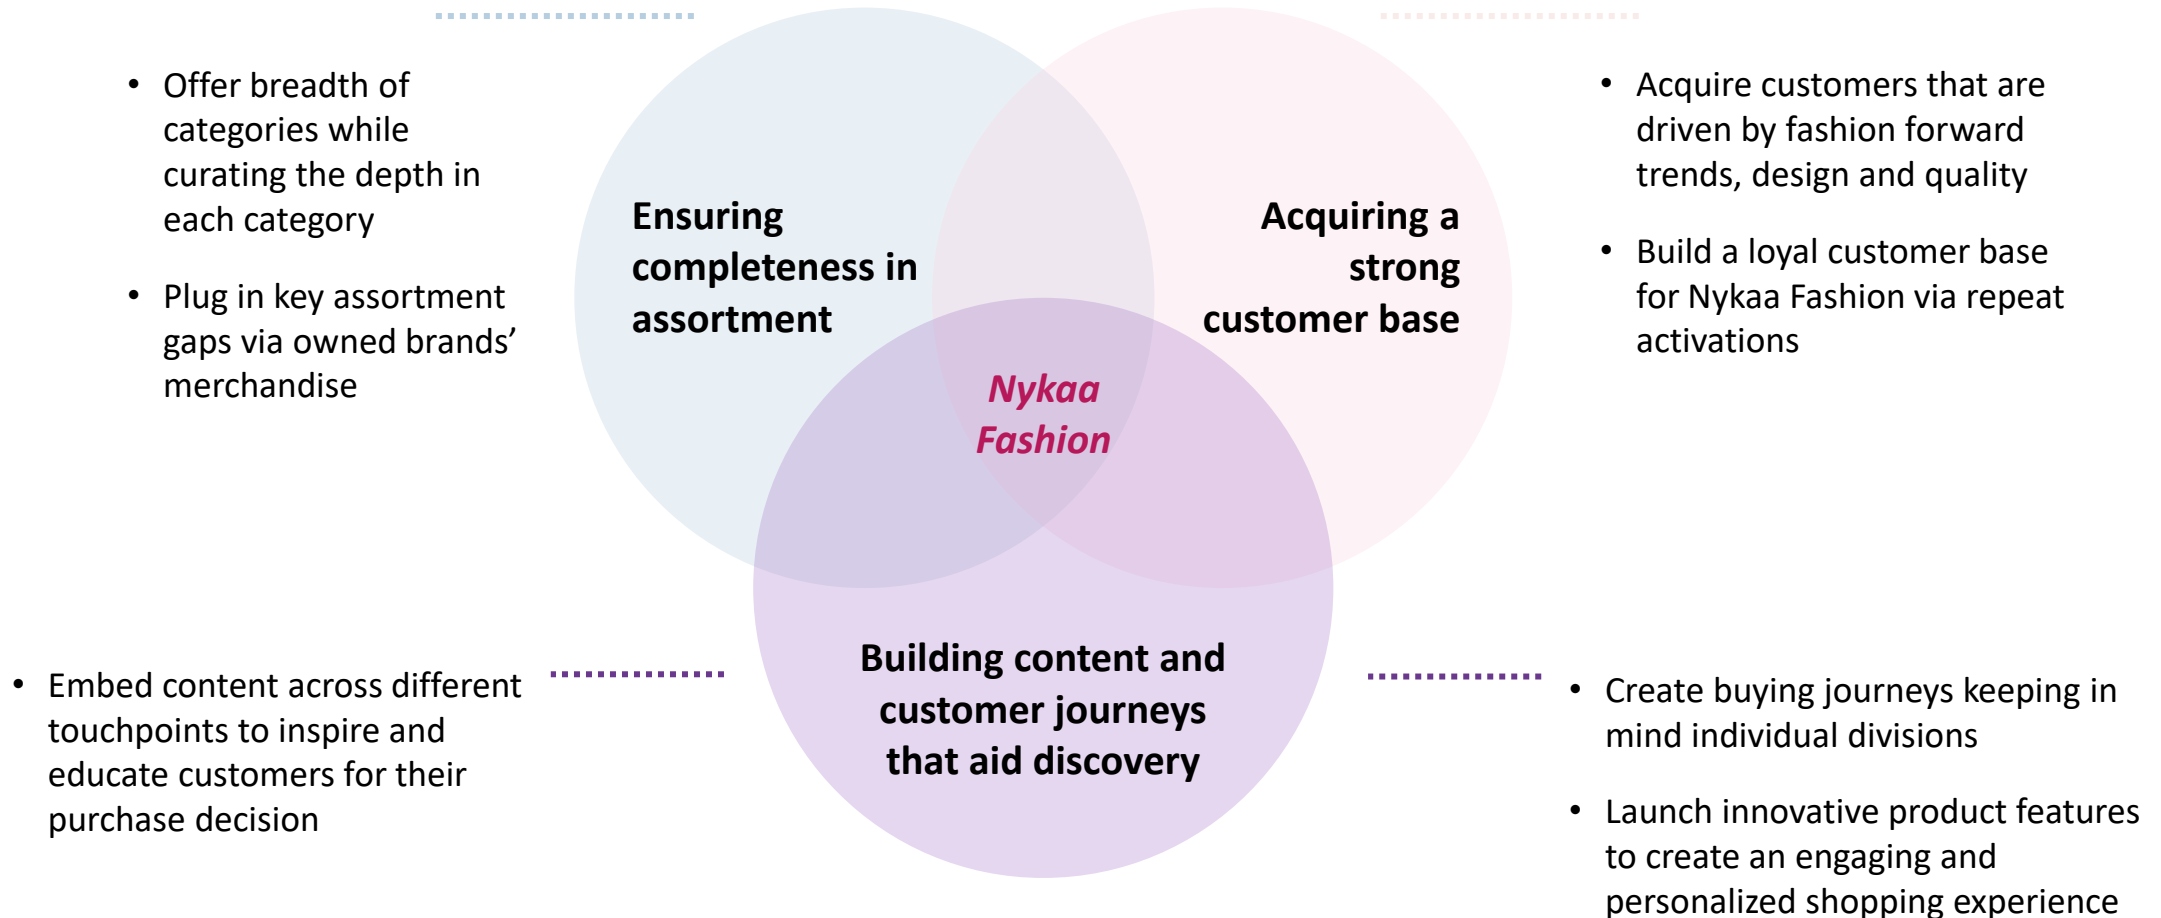 • Offer breadth of
categories while
curating the depth in
each category
• Plug in key assortment
gaps via owned brands’
merchandise
Ensuring
completeness in
assortment
Acquiring a
strong
customer base
• Acquire customers that are
driven by fashion forward
trends, design and quality
• Build a loyal customer base
for Nykaa Fashion via repeat
activations
Nykaa
Fashion
• Embed content across different
touchpoints to inspire and
educate customers for their
purchase decision
Building content and
customer journeys
that aid discovery
• Create buying journeys keeping in
mind individual divisions
• Launch innovative product features
to create an engaging and
personalized shopping experience